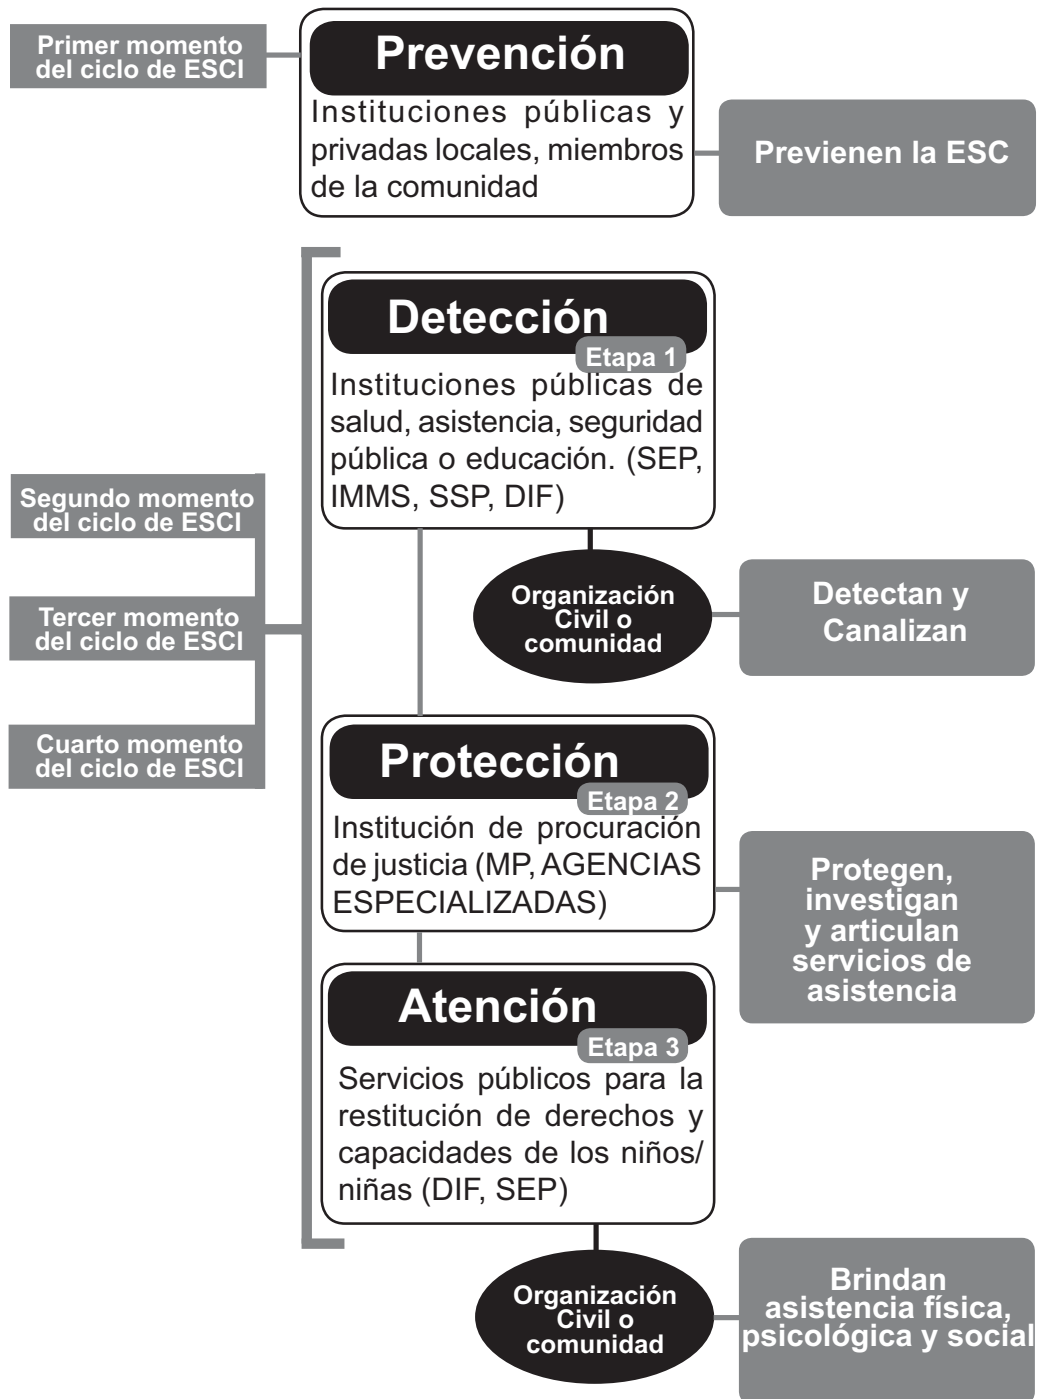 Primer momento
del ciclo de ESCI
Prevención
Instituciones públicas y
privadas locales, miembros
de la comunidad
Previenen la ESC
Detección
Etapa 1
Instituciones públicas de
salud, asistencia, seguridad
pública o educación. (SEP,
IMMS, SSP, DIF)
Segundo momento
del ciclo de ESCI
Tercer momento
del ciclo de ESCI
Cuarto momento
del ciclo de ESCI
Organización
Civil o
comunidad
Detectan y
Canalizan
Protección
Etapa 2
Institución de procuración
de justicia (MP, AGENCIAS
ESPECIALIZADAS)
Protegen,
investigan
y articulan
servicios de
asistencia
Atención
Etapa 3
Servicios públicos para la
restitución de derechos y
capacidades de los niños/
niñas (DIF, SEP)
Organización
Civil o
comunidad
Brindan
asistencia física,
psicológica y social